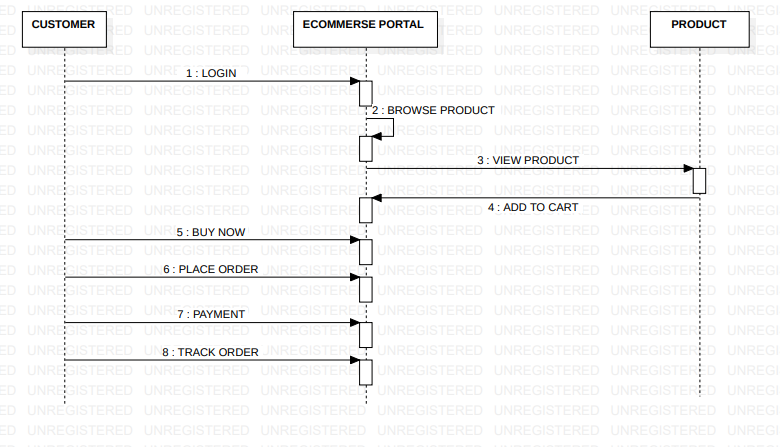 CUSTOMER
ECOMMERSE PORTAL
PRODUCT
1 : LOGIN
2 : BROWSE PRODUCT
3 : VIEW PRODUCT
4 : ADD TO CART
5 : BUY NOW
6 : PLACE ORDER
7 : PAYMENT
8 : TRACK ORDER
UNREGISTERED